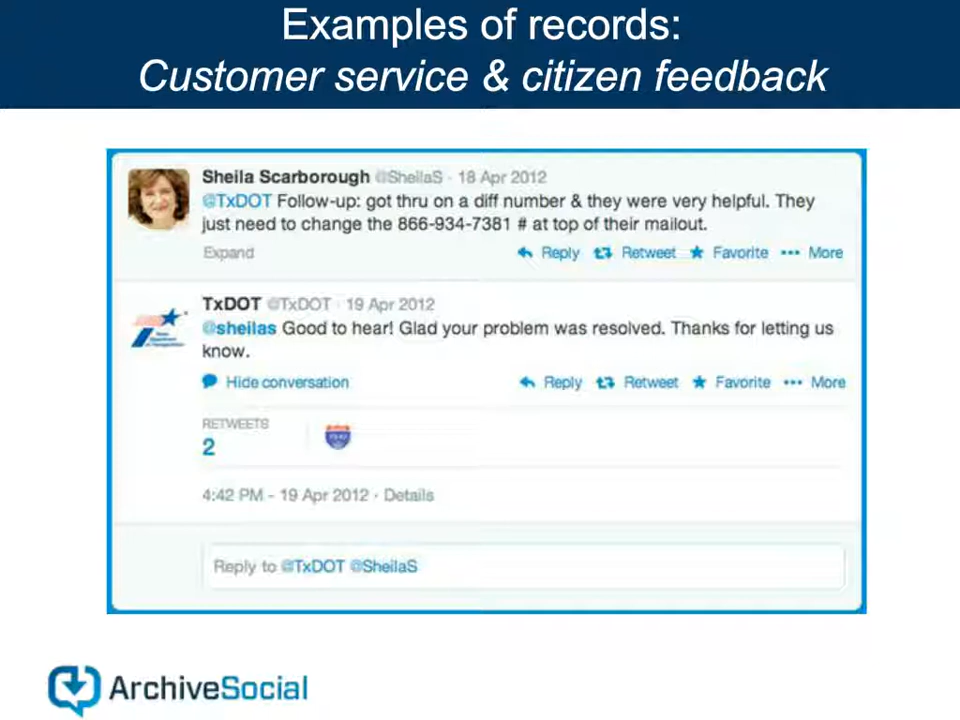 Examples of records:
Customer service & citizen feedback
Sheila Scarborough @SheilaS · 18 Apr 2012
@TxDOT Follow-up: got thru on a diff number & they were very helpful. They
just need to change the 866-934-7381 # at top of their mailout.
Expand Reply Retweet Favorite More
TxDOT @TxDOT · 19 Apr 2012
@sheilas Good to hear! Glad your problem was resolved. Thanks for letting us
know.
Hide conversation Reply Retweet Favorite More
RETWEETS
2
4:42 PM - 19 Apr 2012 · Details
Reply to @TxDOT @SheilaS
ArchiveSocial